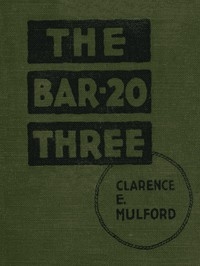 THE
BAR-20
THREE
CLARENCE
E.
MULFORD